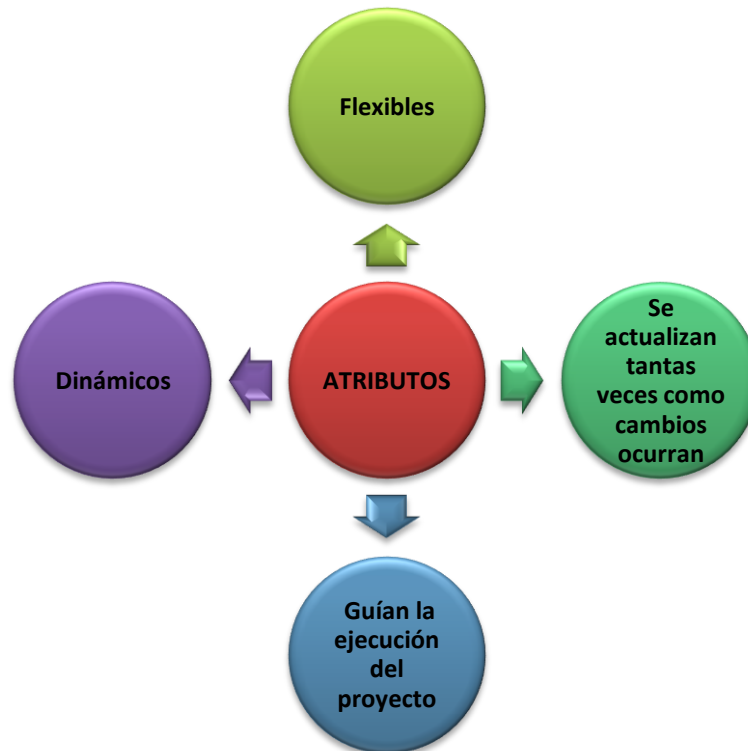 Flexibles
Dinámicos
ATRIBUTOS
Se
actualizan
tantas
veces como
cambios
ocurran
Guían la
ejecución
del
proyecto